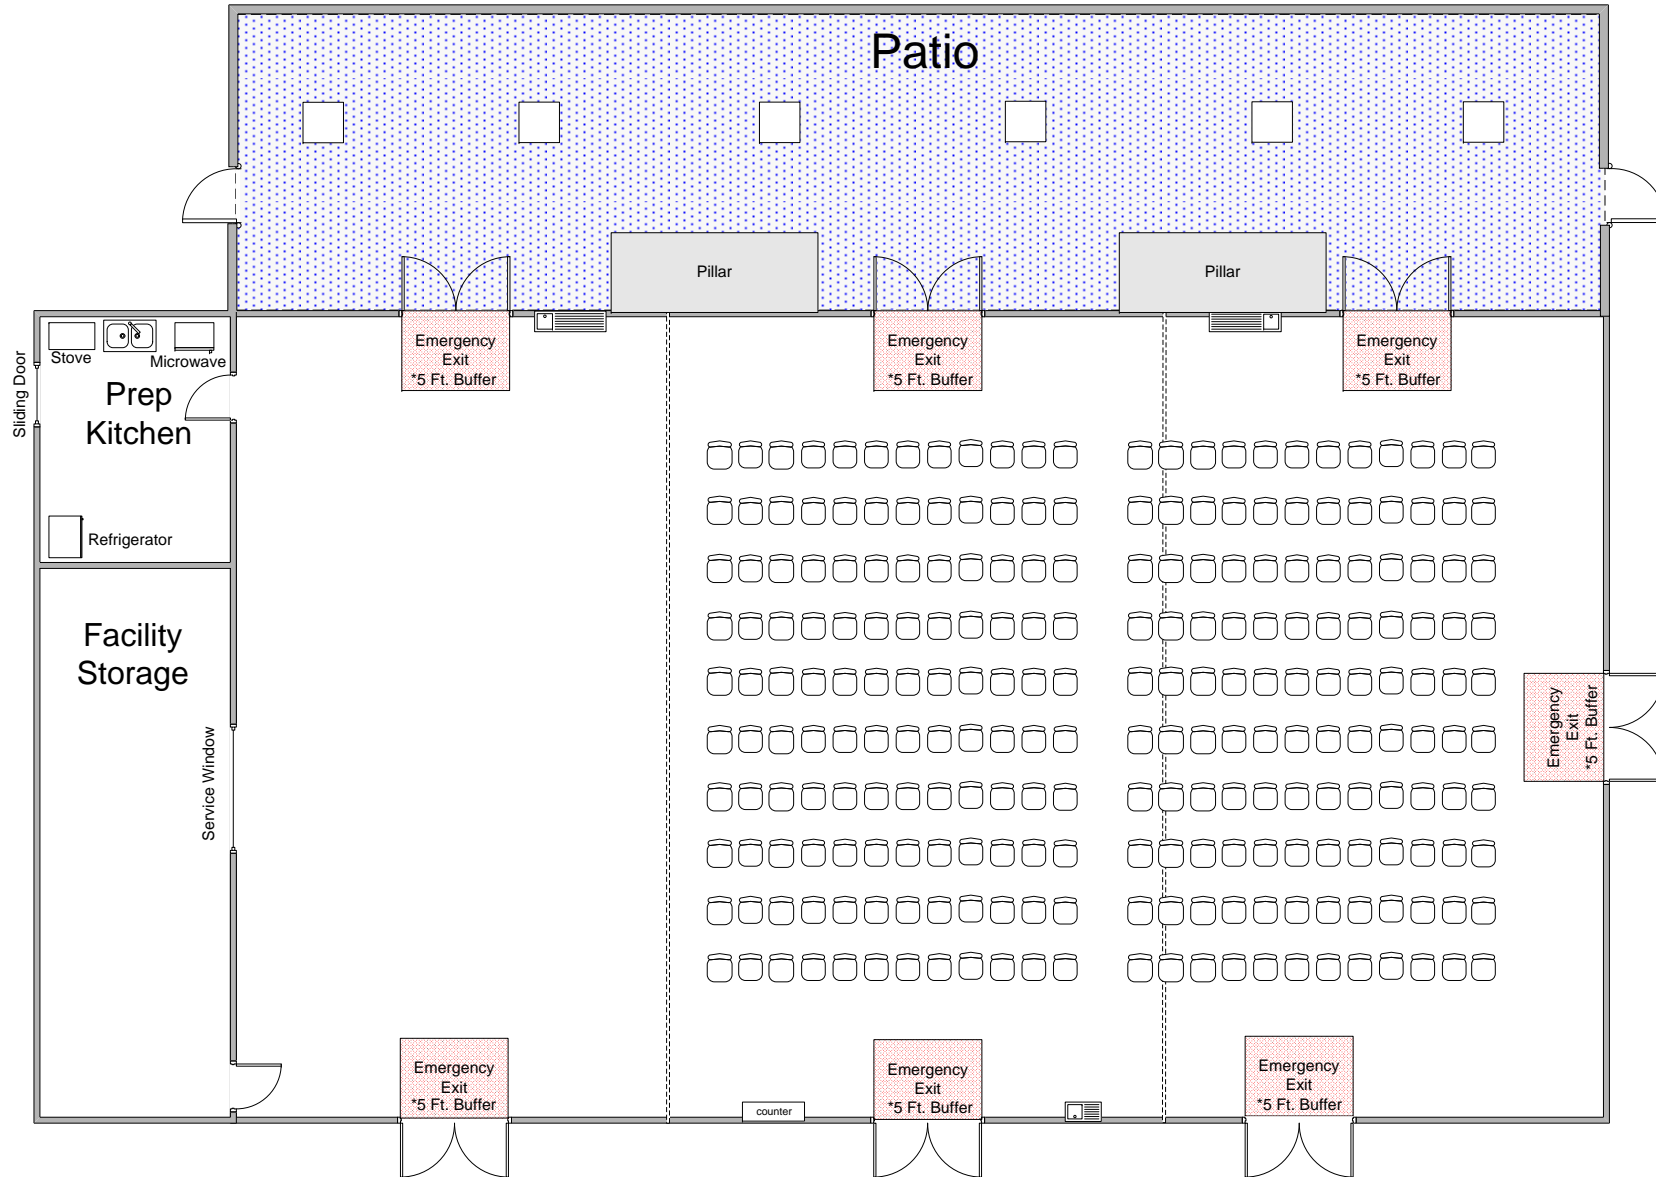 Patio
Pillar
Pillar
Emergency
Exit
*5 Ft. Buffer
Emergency
Exit
*5 Ft. Buffer
Emergency
Exit
*5 Ft. Buffer
Stove
Microwave
Sliding Door
Prep
Kitchen
Refrigerator
Facility
Storage
Service Window
Emergency
Exit
*5 Ft. Buffer
Emergency
Exit
*5 Ft. Buffer
counter
Emergency
Exit
*5 Ft. Buffer
Emergency
Exit
*5 Ft. Buffer